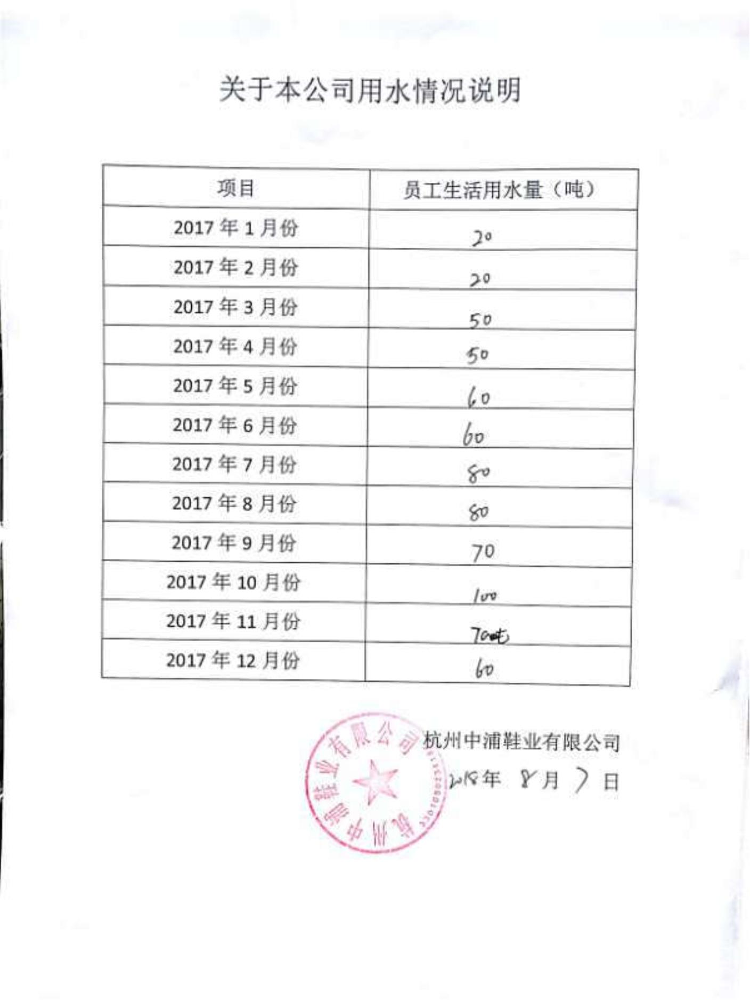 关于本公司用水情况说明
项目 员工生活用水量（吨）
2017 年 1 月份 20
2017 年 2 月份 20
2017 年 3 月份 50
2017 年 4 月份 50
2017 年 5 月份 60
2017 年 6 月份 60
2017 年 7 月份 80
2017 年 8 月份 80
2017 年 9 月份 70
2017 年 10 月份 100
2017 年 11 月份 70吨
2017 年 12 月份 60
杭州中浦鞋业有限公司
杭州中浦鞋业有限公司
2018年 8月 7日